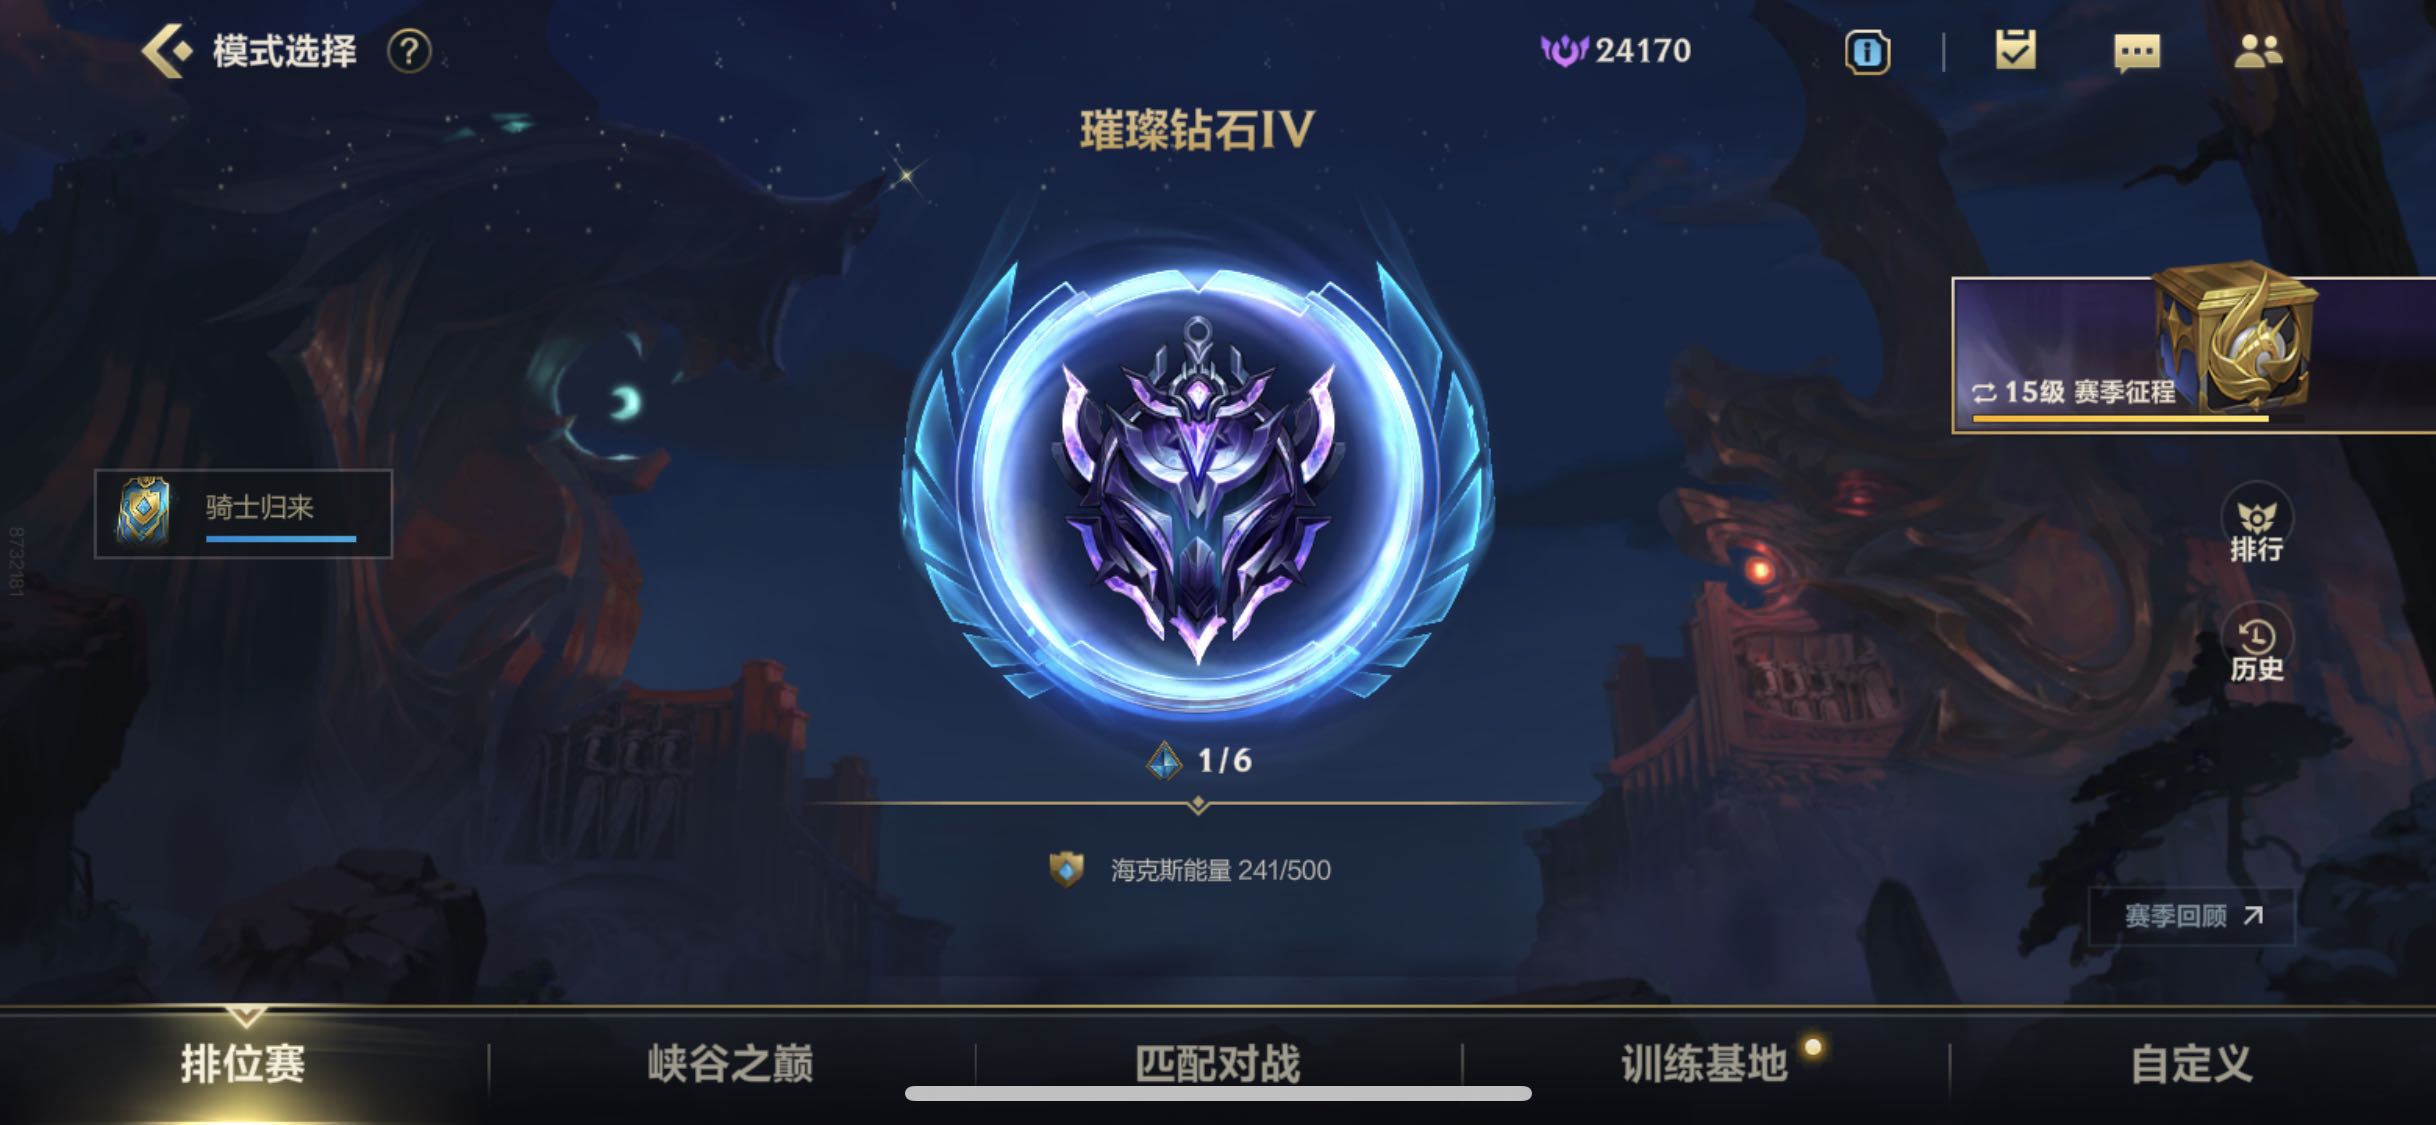 模式选择
?
24170
璀璨钻石IV
15级 赛季征程
骑士归来
8732181
排行
历史
1/6
海克斯能量 241/500
赛季回顾
排位赛
峡谷之巅
匹配对战
训练基地
自定义